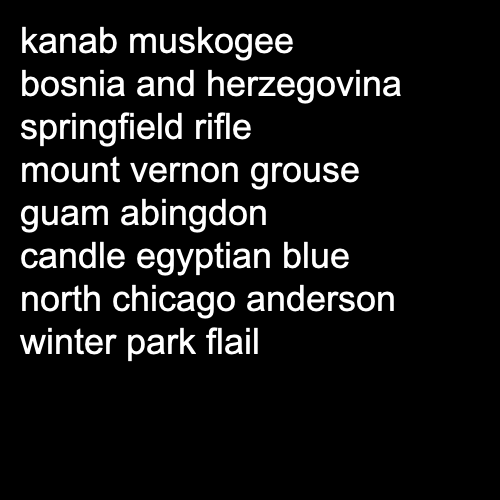 kanab muskogee
bosnia and herzegovina
springfield rifle
mount vernon grouse
guam abingdon
candle egyptian blue
north chicago anderson
winter park flail